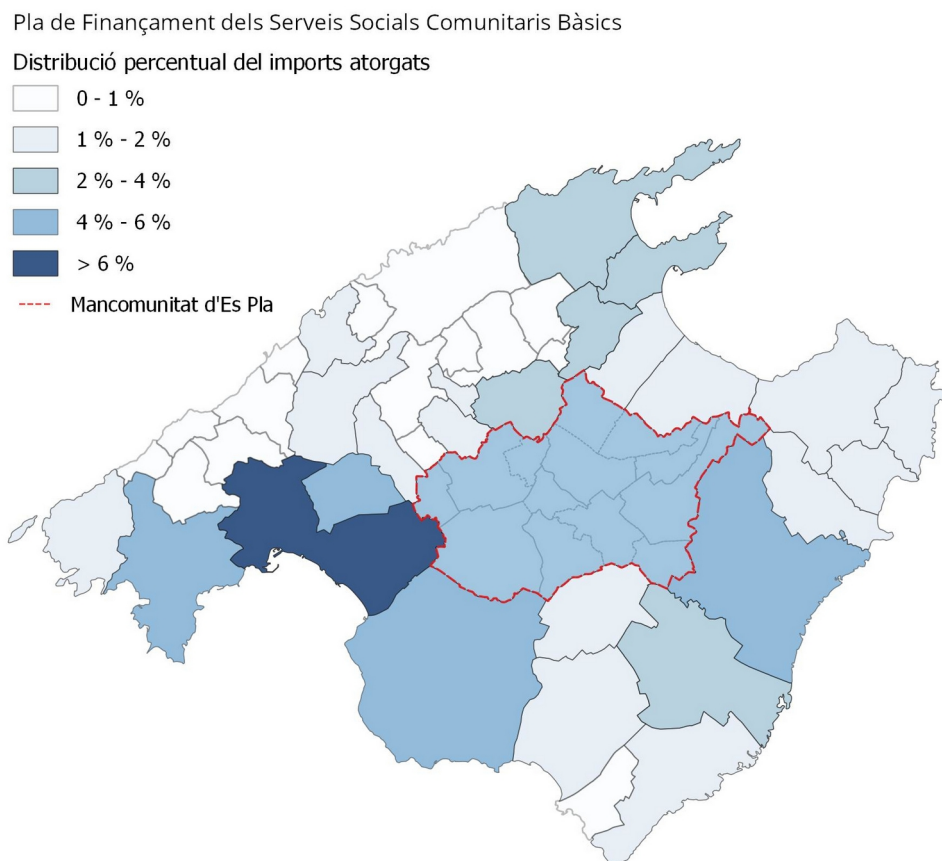 Pla de Finançament dels Serveis Socials Comunitaris Bàsics
Distribució percentual del imports atorgats
0 - 1 %
1 % - 2 %
2 % - 4 %
4 % - 6 %
> 6 %
Mancomunitat d'Es Pla